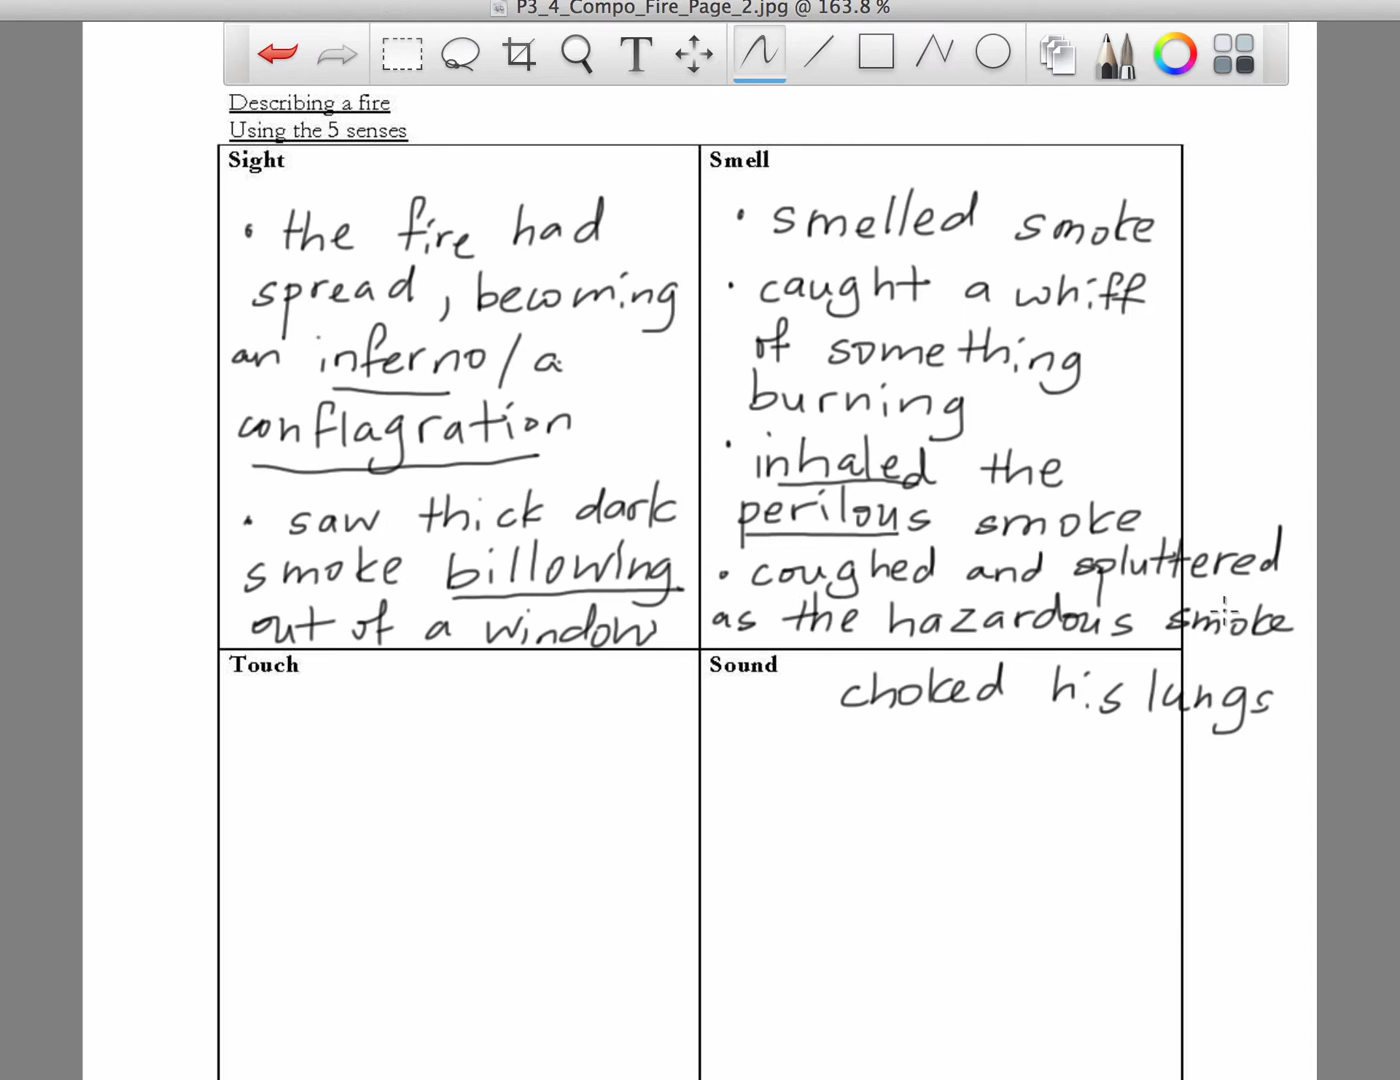 P3_4_Compo_Fire_Page_2.jpg @ 163.8 %
T
Describing a fire
Using the 5 senses
Sight
• the fire had
spread, becoming
an inferno/a
conflagration
• saw thick dark
smoke billowing
out of a window
Smell
• smelled smoke
• caught a whiff
of something
burning
• inhaled the
perilous smoke
• coughed and spluttered
as the hazardous smoke
choked his lungs
Touch
Sound